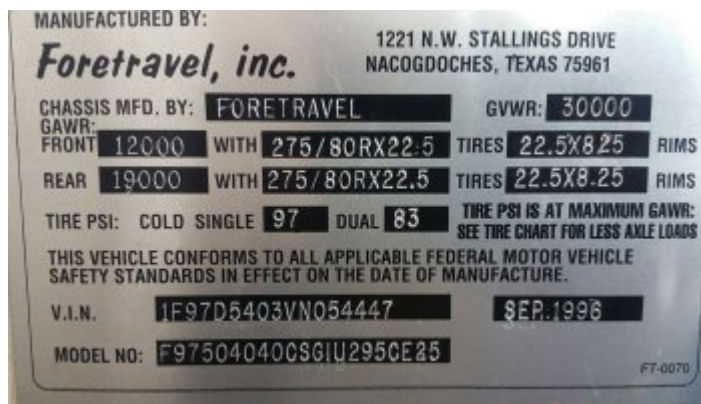 MANUFACTURED BY:
Foretravel, inc.
1221 N.W. STALLINGS DRIVE
NACOGDOCHES, TEXAS 75961
CHASSIS MFD. BY: FORETRAVEL GVWR: 30000
GAWR:
FRONT 12000 WITH 275/80RX22.5 TIRES 22.5X8.25 RIMS
REAR 19000 WITH 275/80RX22.5 TIRES 22.5X8.25 RIMS
TIRE PSI: COLD SINGLE 97 DUAL 83 TIRE PSI IS AT MAXIMUM GAWR:
SEE TIRE CHART FOR LESS AXLE LOADS
THIS VEHICLE CONFORMS TO ALL APPLICABLE FEDERAL MOTOR VEHICLE
SAFETY STANDARDS IN EFFECT ON THE DATE OF MANUFACTURE.
V.I.N. 1F97D5403VN054447 SEP.1996
MODEL NO: F97504040CSGIU295CE25
FT-0070